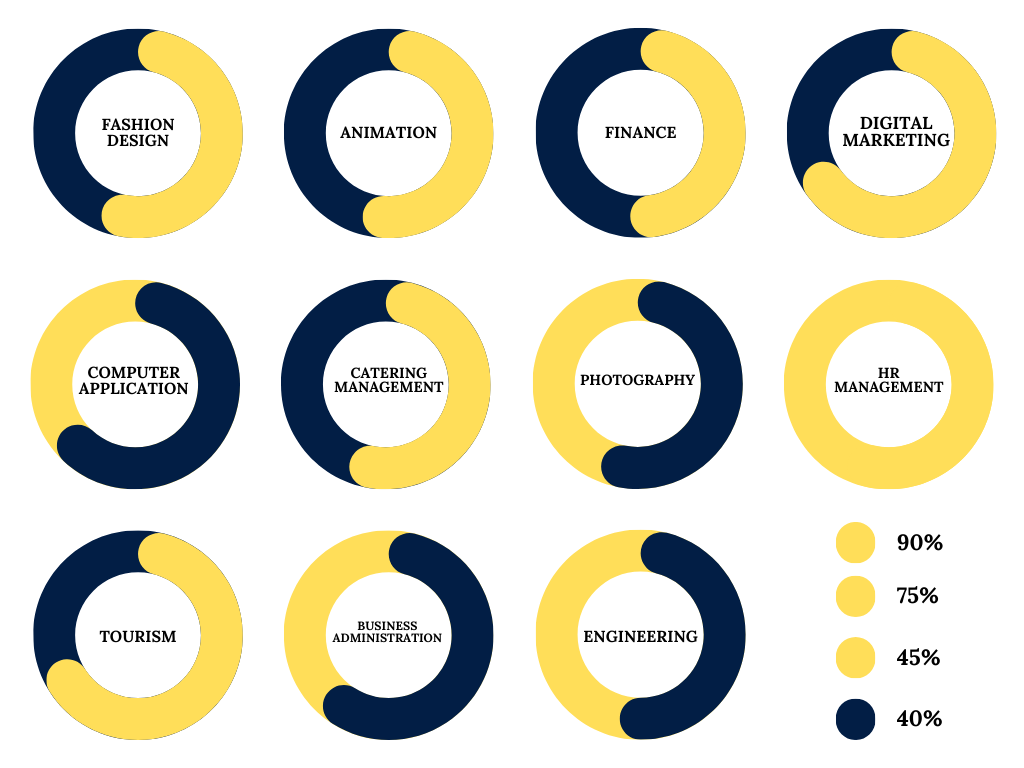 FASHION
DESIGN
ANIMATION
FINANCE
DIGITAL
MARKETING
COMPUTER
APPLICATION
CATERING
MANAGEMENT
PHOTOGRAPHY
HR
MANAGEMENT
TOURISM
BUSINESS
ADMINISTRATION
ENGINEERING
90%
75%
45%
40%